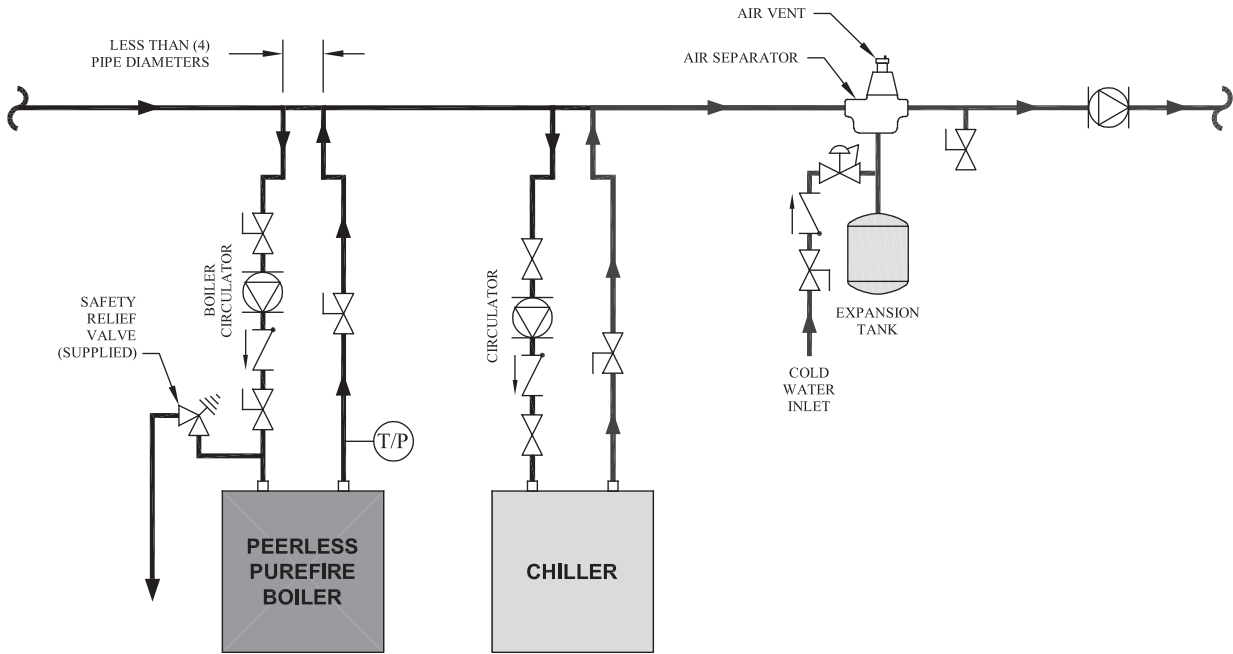 LESS THAN (4)
PIPE DIAMETERS
AIR VENT
AIR SEPARATOR
BOILER
CIRCULATOR
CIRCULATOR
SAFETY
RELIEF
VALVE
(SUPPLIED)
EXPANSION
TANK
COLD
WATER
INLET
T/P
PEERLESS
PUREFIRE
BOILER
CHILLER